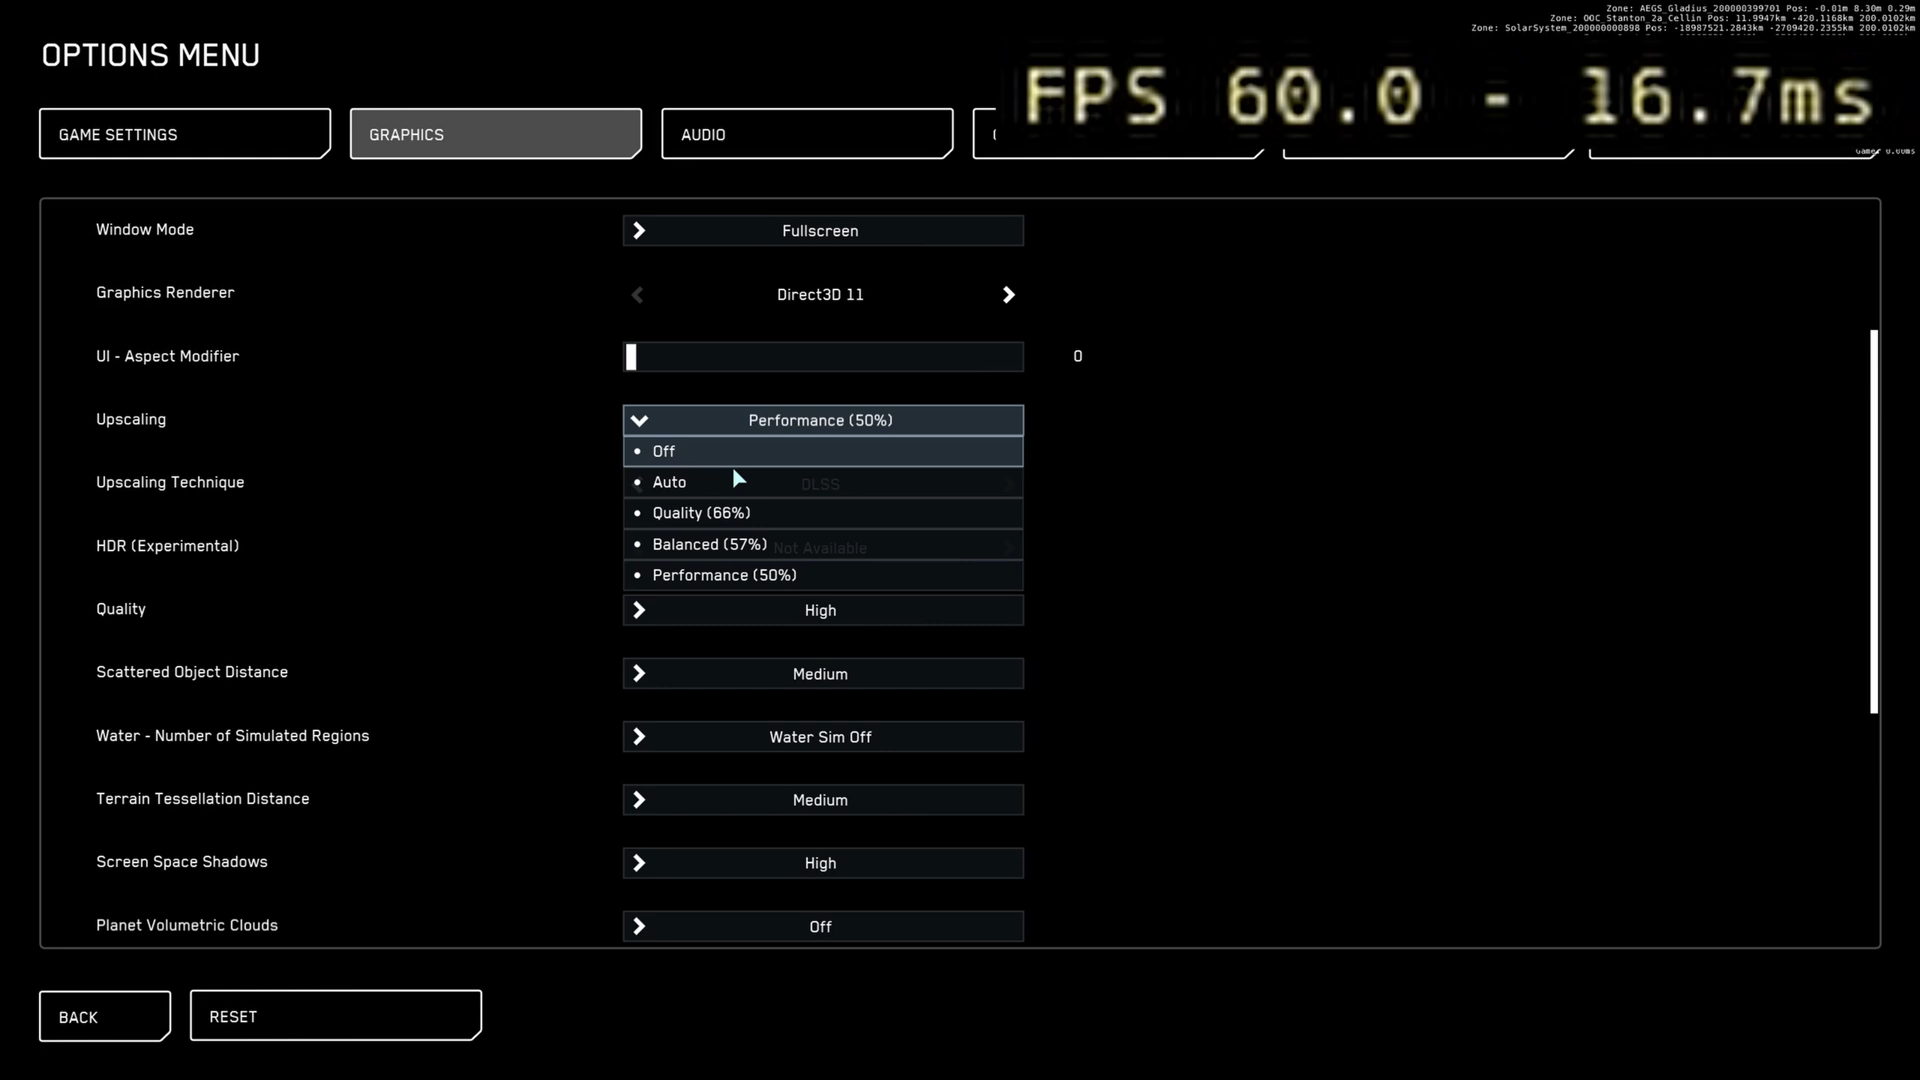 Zone: AEGS_Gladius_200000399701 Pos: -0.01m 8.30m 0.29m
Zone: OOC_Stanton_2a_Cellin Pos: 11.9947km -420.1168km 200.0102km
Zone: SolarSystem_200000000898 Pos: -18987521.2843km -2709420.2355km 200.0102km
OPTIONS MENU
FPS 60.0 - 16.7ms
GAME SETTINGS
GRAPHICS
AUDIO
Window Mode
Fullscreen
Graphics Renderer
Direct3D 11
UI - Aspect Modifier
0
Upscaling
Performance (50%)
Off
Upscaling Technique
Auto
DLSS
Quality (66%)
HDR (Experimental)
Balanced (57%)
Not Available
Performance (50%)
Quality
High
Scattered Object Distance
Medium
Water - Number of Simulated Regions
Water Sim Off
Terrain Tessellation Distance
Medium
Screen Space Shadows
High
Planet Volumetric Clouds
Off
BACK
RESET